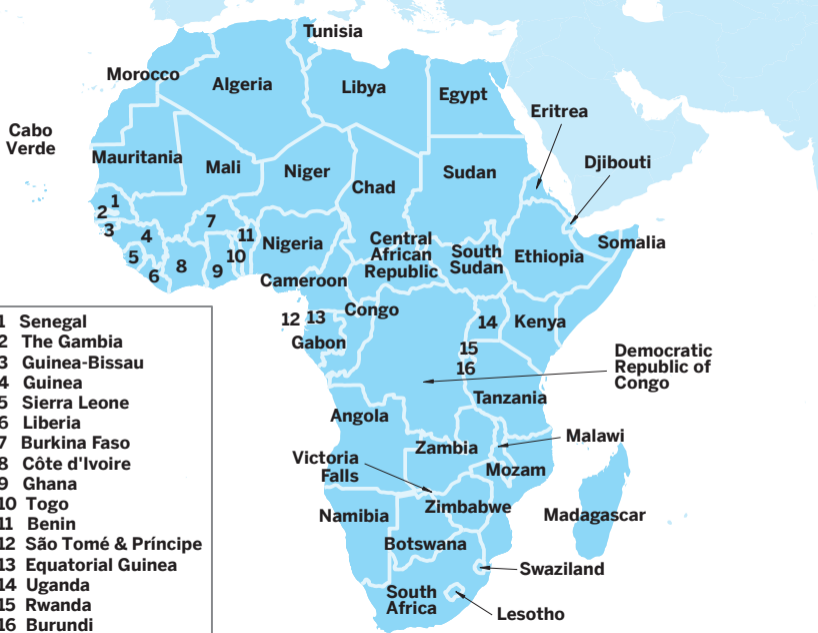 Tunisia
Morocco
Algeria
Libya
Egypt
Cabo
Verde
Eritrea
Mauritania
Mali
Niger
Chad
Sudan
Djibouti
1
2
3
4
5
6
7
8
9
10
11
Nigeria
Central
African
Republic
South
Sudan
Ethiopia
Somalia
Cameroon
12
13
Congo
Gabon
14
Kenya
15
16
Democratic
Republic of
Congo
Tanzania
Angola
Zambia
Malawi
Victoria
Falls
Mozam
Namibia
Zimbabwe
Madagascar
Botswana
Swaziland
South
Africa
Lesotho
1 Senegal
2 The Gambia
3 Guinea-Bissau
4 Guinea
5 Sierra Leone
6 Liberia
7 Burkina Faso
8 Côte d'Ivoire
9 Ghana
10 Togo
11 Benin
12 São Tomé & Príncipe
13 Equatorial Guinea
14 Uganda
15 Rwanda
16 Burundi